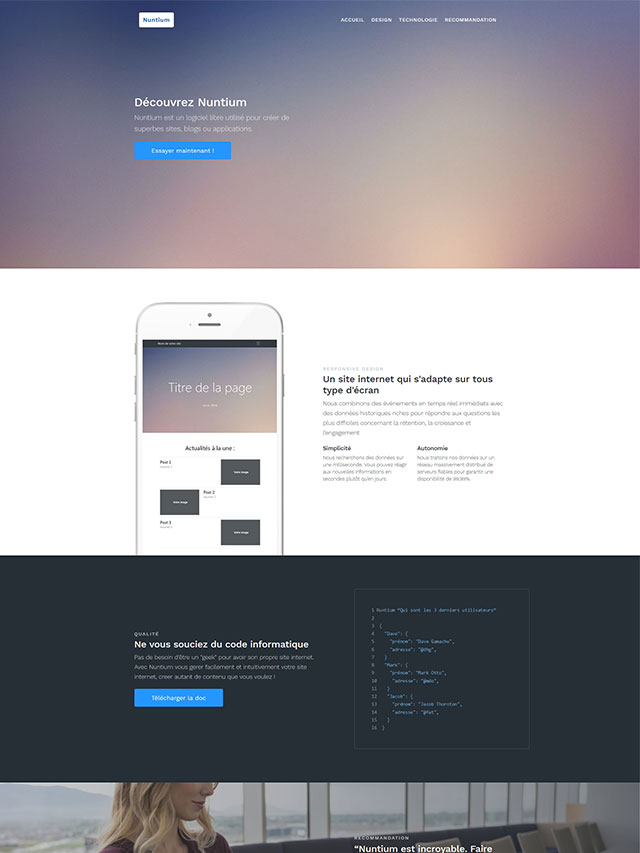 Nuntium
ACCUEIL DESIGN TECHNOLOGIE RECOMMANDATION
Découvrez Nuntium
Nuntium est un logiciel libre utilisé pour créer de
superbes sites, blogs ou applications.
Essayer maintenant !
Nom de votre site
Titre de la page
Actualités à la une :
Post 1
Votre image
Votre image
Post 2
Post 3
Votre image
RESPONSIVE DESIGN
Un site internet qui s'adapte sur tous
type d'écran
Nous combinons des événements en temps réel immédiats avec
des données historiques riches pour répondre aux questions les
plus difficiles concernant la rétention, la croissance et
l'engagement
Simplicité
Nous recherchons des données sur
une milliseconde. Vous pouvez réagir
aux nouvelles informations en
secondes plutôt qu'en jours.
Autonomie
Nous traitons nos données sur un
réseau massivement distribué de
serveurs fiables pour garantir une
disponibilité de 99,99%.
QUALITÉ
Ne vous souciez du code informatique
Pas de besoin d'être un "geek" pour avoir son propre site internet.
Avec Nuntium vous gerer facilement et intuitivement votre site
internet, creer autant de contenu que vous voulez !
Télécharger la doc
1 Nuntium "Qui sont les 3 derniers utilisateurs"
2
3 {
4 "Dave": {
5 "prénom": "Dave Gamache",
6 "adresse": "@dhg",
7 }
8 "Mark": {
9 "prénom": "Mark Otto",
10 "adresse": "@mdo",
11 }
12 "Jacob": {
13 "prénom": "Jacob Thornton",
14 "adresse": "@fat",
15 }
16 }
RECOMMANDATION
“Nuntium est incroyable. Faire